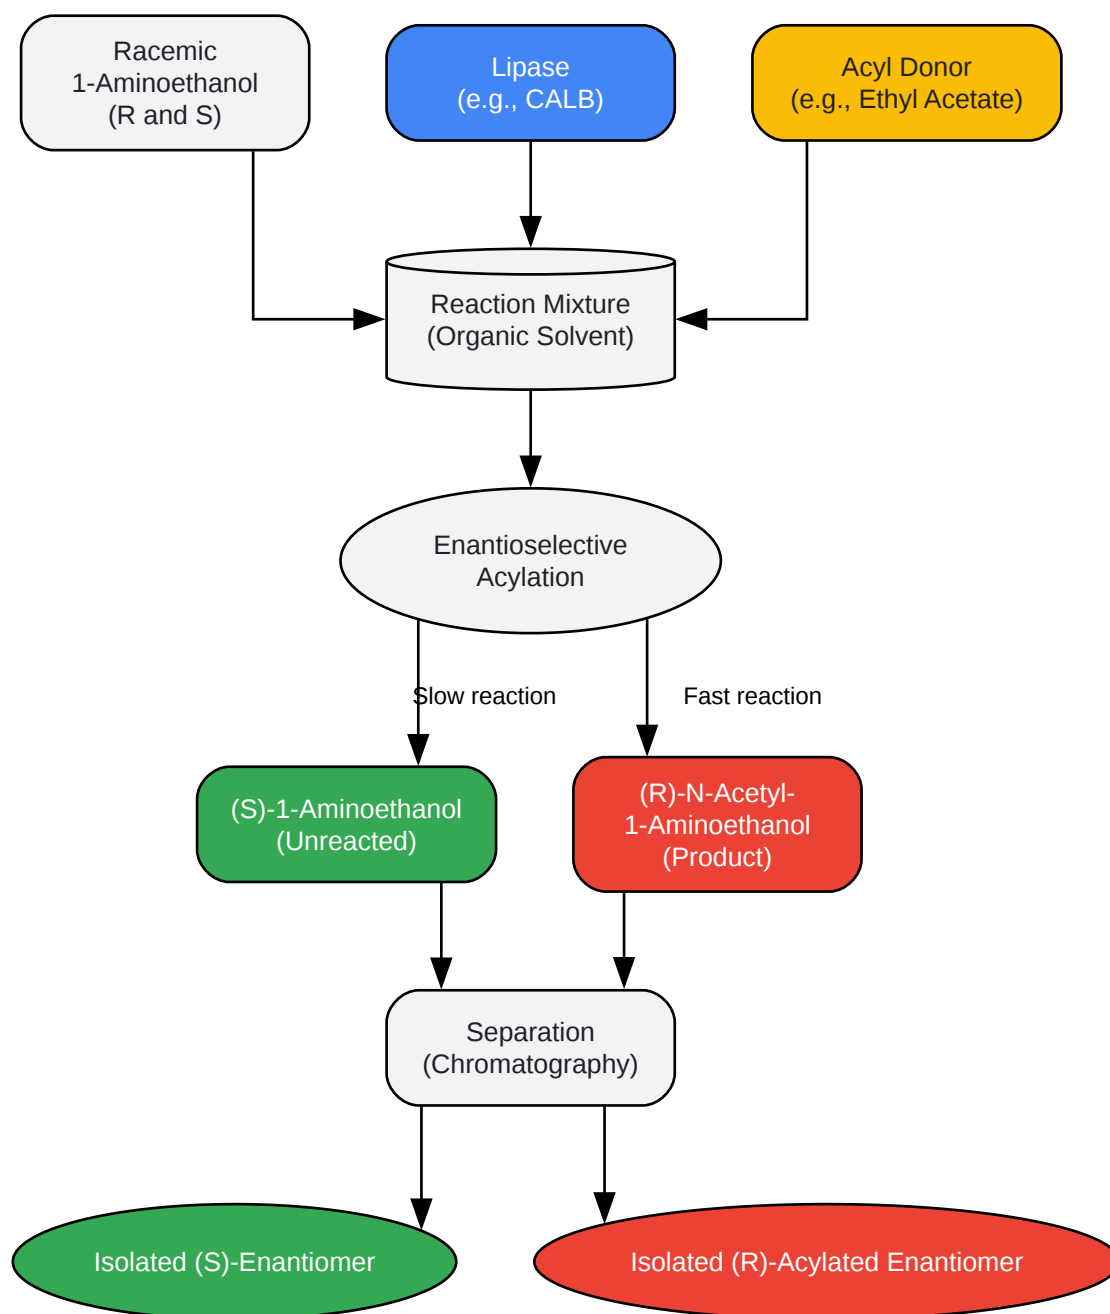 Racemic
1-Aminoethanol
(R and S)
Lipase
(e.g., CALB)
Acyl Donor
(e.g., Ethyl Acetate)
Reaction Mixture
(Organic Solvent)
Enantioselective
Acylation
Slow reaction
Fast reaction
(S)-1-Aminoethanol
(Unreacted)
(R)-N-Acetyl-
1-Aminoethanol
(Product)
Separation
(Chromatography)
Isolated (S)-Enantiomer
Isolated (R)-Acylated Enantiomer